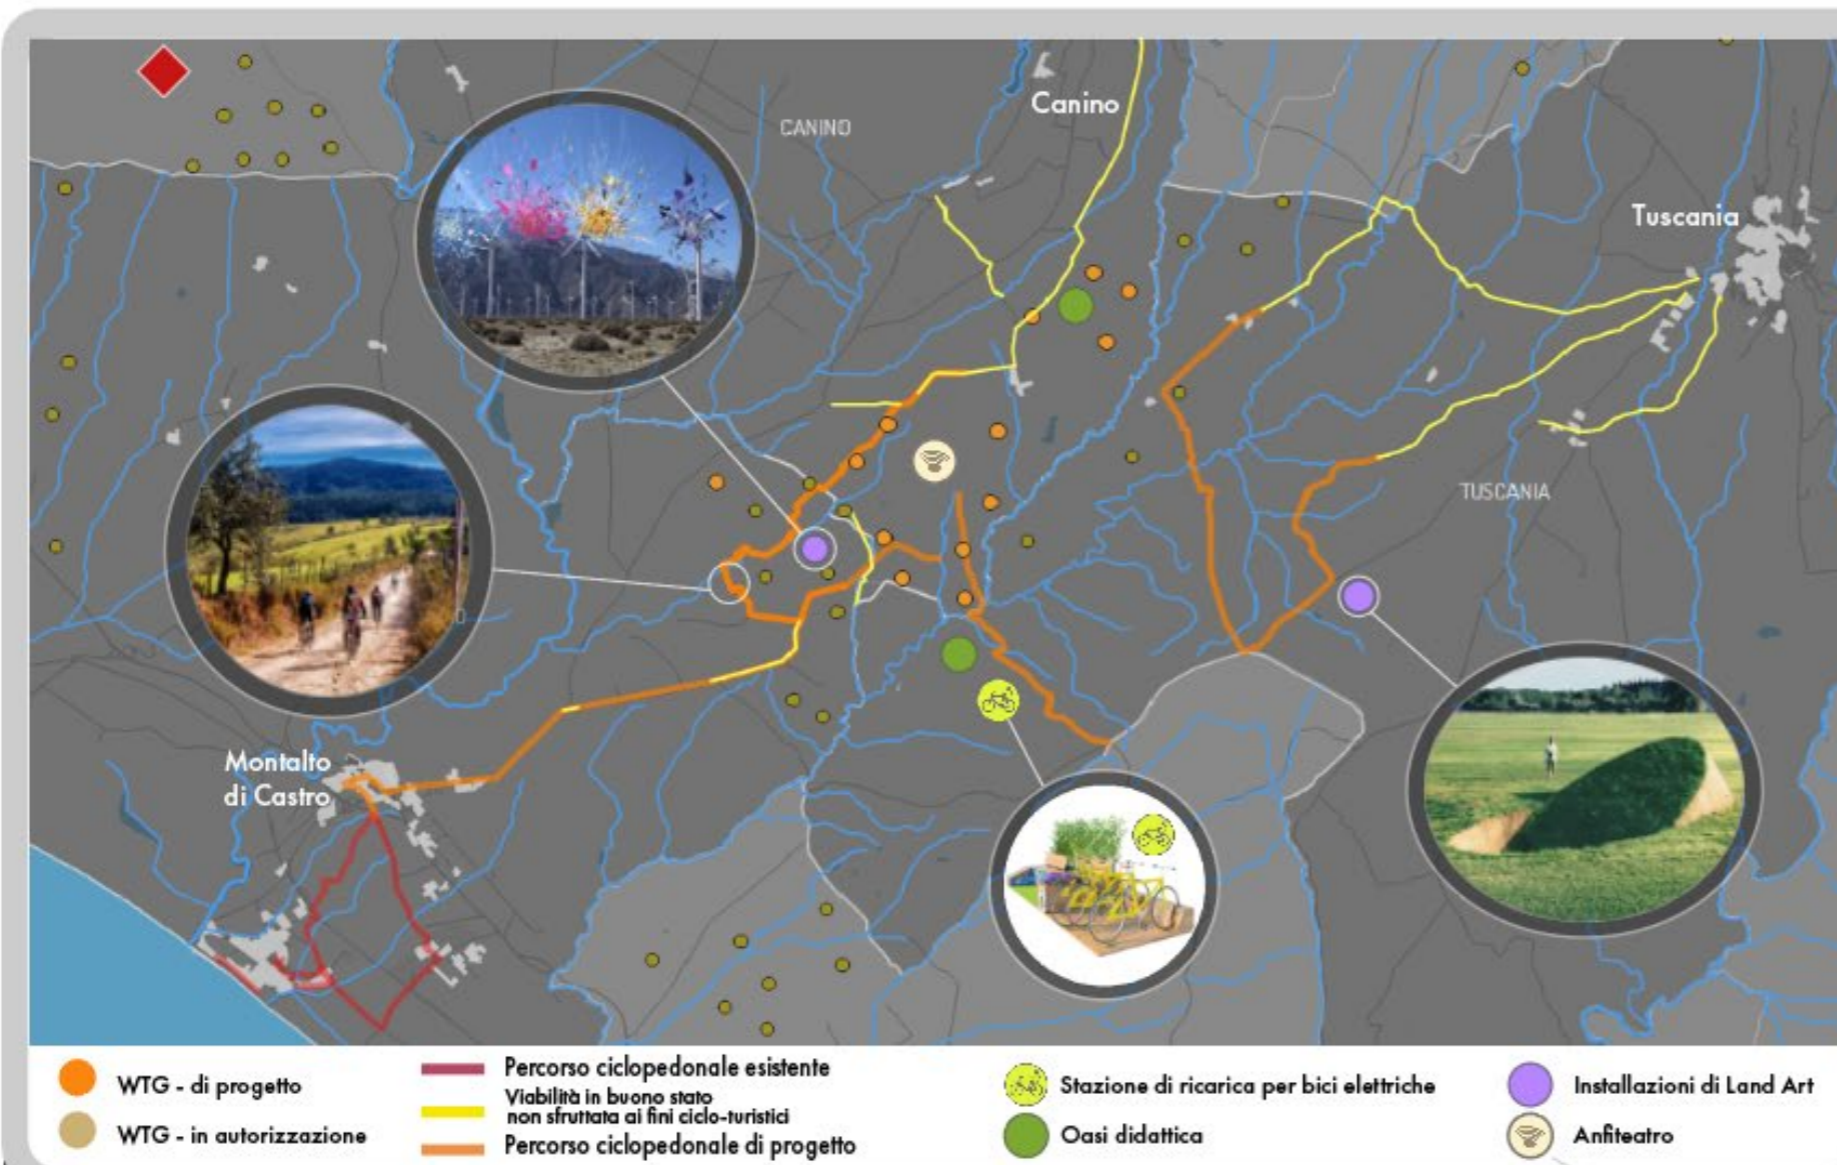 Canino
CANINO
Tuscania
TUSCANIA
Montalto
di Castro
WTG - di progetto
WTG - in autorizzazione
Percorso ciclopedonale esistente
Viabilità in buono stato
non sfruttata ai fini ciclo-turistici
Percorso ciclopedonale di progetto
Stazione di ricarica per bici elettriche
Oasi didattica
Installazioni di Land Art
Anfiteatro